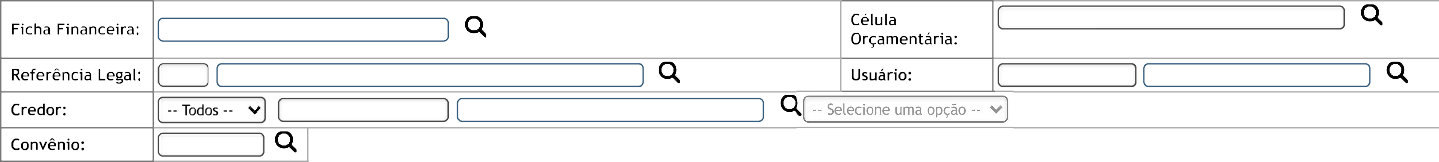 Ficha Financeira:
Célula
Orçamentária:
Referência Legal:
Usuário:
Credor:
-- Todos --
-- Selecione uma opção --
Convênio: